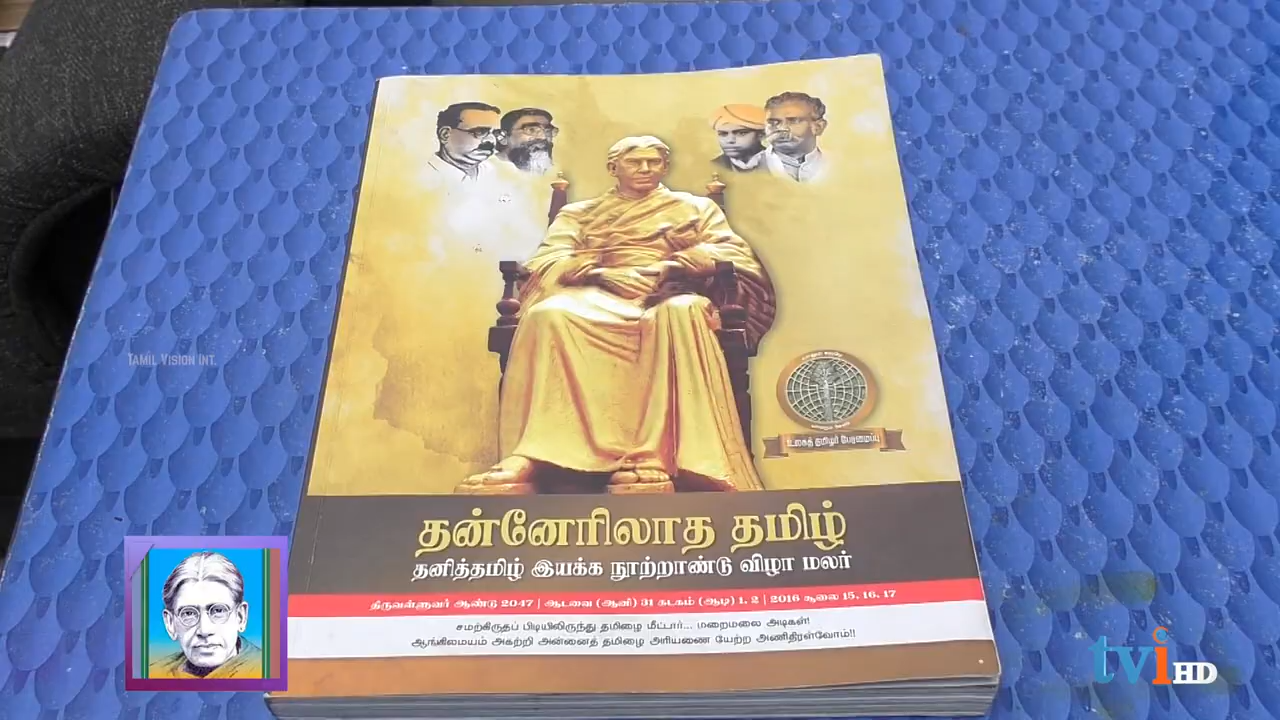 TAMIL VISION INT.
உலகத் தமிழர் பேரமைப்பு
தன்னேரிலாத தமிழ்
தனித்தமிழ் இயக்க நூற்றாண்டு விழா மலர்
திருவள்ளுவர் ஆண்டு 2047 | ஆடவை (ஆனி) 31 கடகம் (ஆடி) 1, 2 | 2016 சூலை 15, 16, 17
சமற்கிருதப் பிடியிலிருந்து தமிழை மீட்டார்... மறைமலை அடிகள்!
ஆங்கிலமயம் அகற்றி அன்னைத் தமிழை அரியணை யேற்ற அணிதிரள்வோம்!!
tvi HD